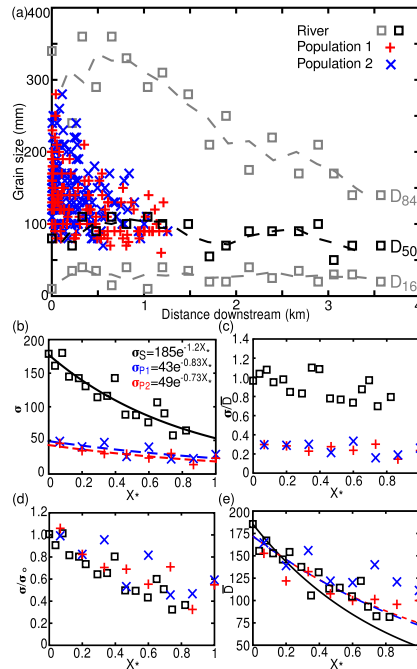 (a)
400
300
200
100
0
Grain size (mm)
River
Population 1
Population 2
D84
D50
D16
0 1 2 3 4
Distance downstream (km)
(b)
200
150
100
50
0
σ
σS=185e-1.2X*
σP1=43e-0.83X*
σP2=49e-0.73X*
0 0.2 0.4 0.6 0.8 1
X*
(c)
1.4
1.2
1.0
0.8
0.6
0.4
0.2
0
σ/D̅
0 0.2 0.4 0.6 0.8
X*
(d)
1.2
1.0
0.8
0.6
0.4
0.2
σ/σ₀
0 0.2 0.4 0.6 0.8 1
X*
(e)
200
175
150
125
100
75
50
D̅
0 0.2 0.4 0.6 0.8
X*